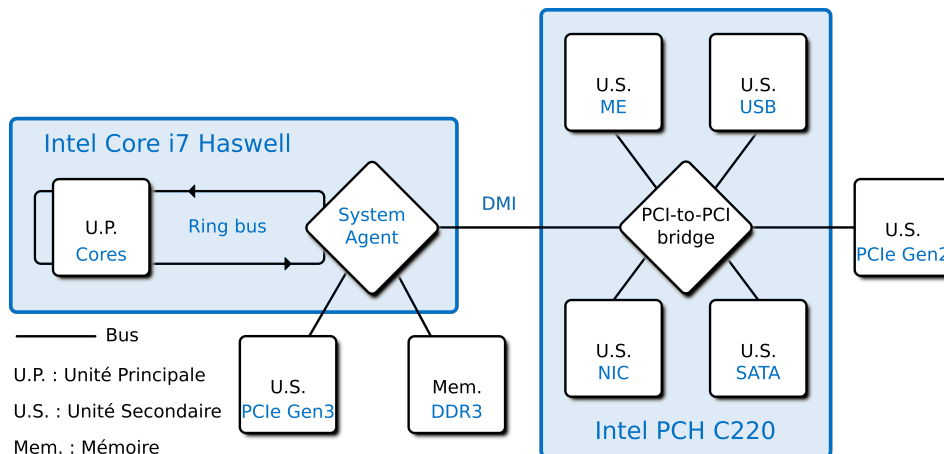 Intel Core i7 Haswell
U.P.
Cores
Ring bus
System
Agent
DMI
U.S.
PCIe Gen3
Mem.
DDR3
U.S.
ME
U.S.
USB
PCI-to-PCI
bridge
U.S.
NIC
U.S.
SATA
Intel PCH C220
U.S.
PCIe Gen2
Bus
U.P. : Unité Principale
U.S. : Unité Secondaire
Mem. : Mémoire